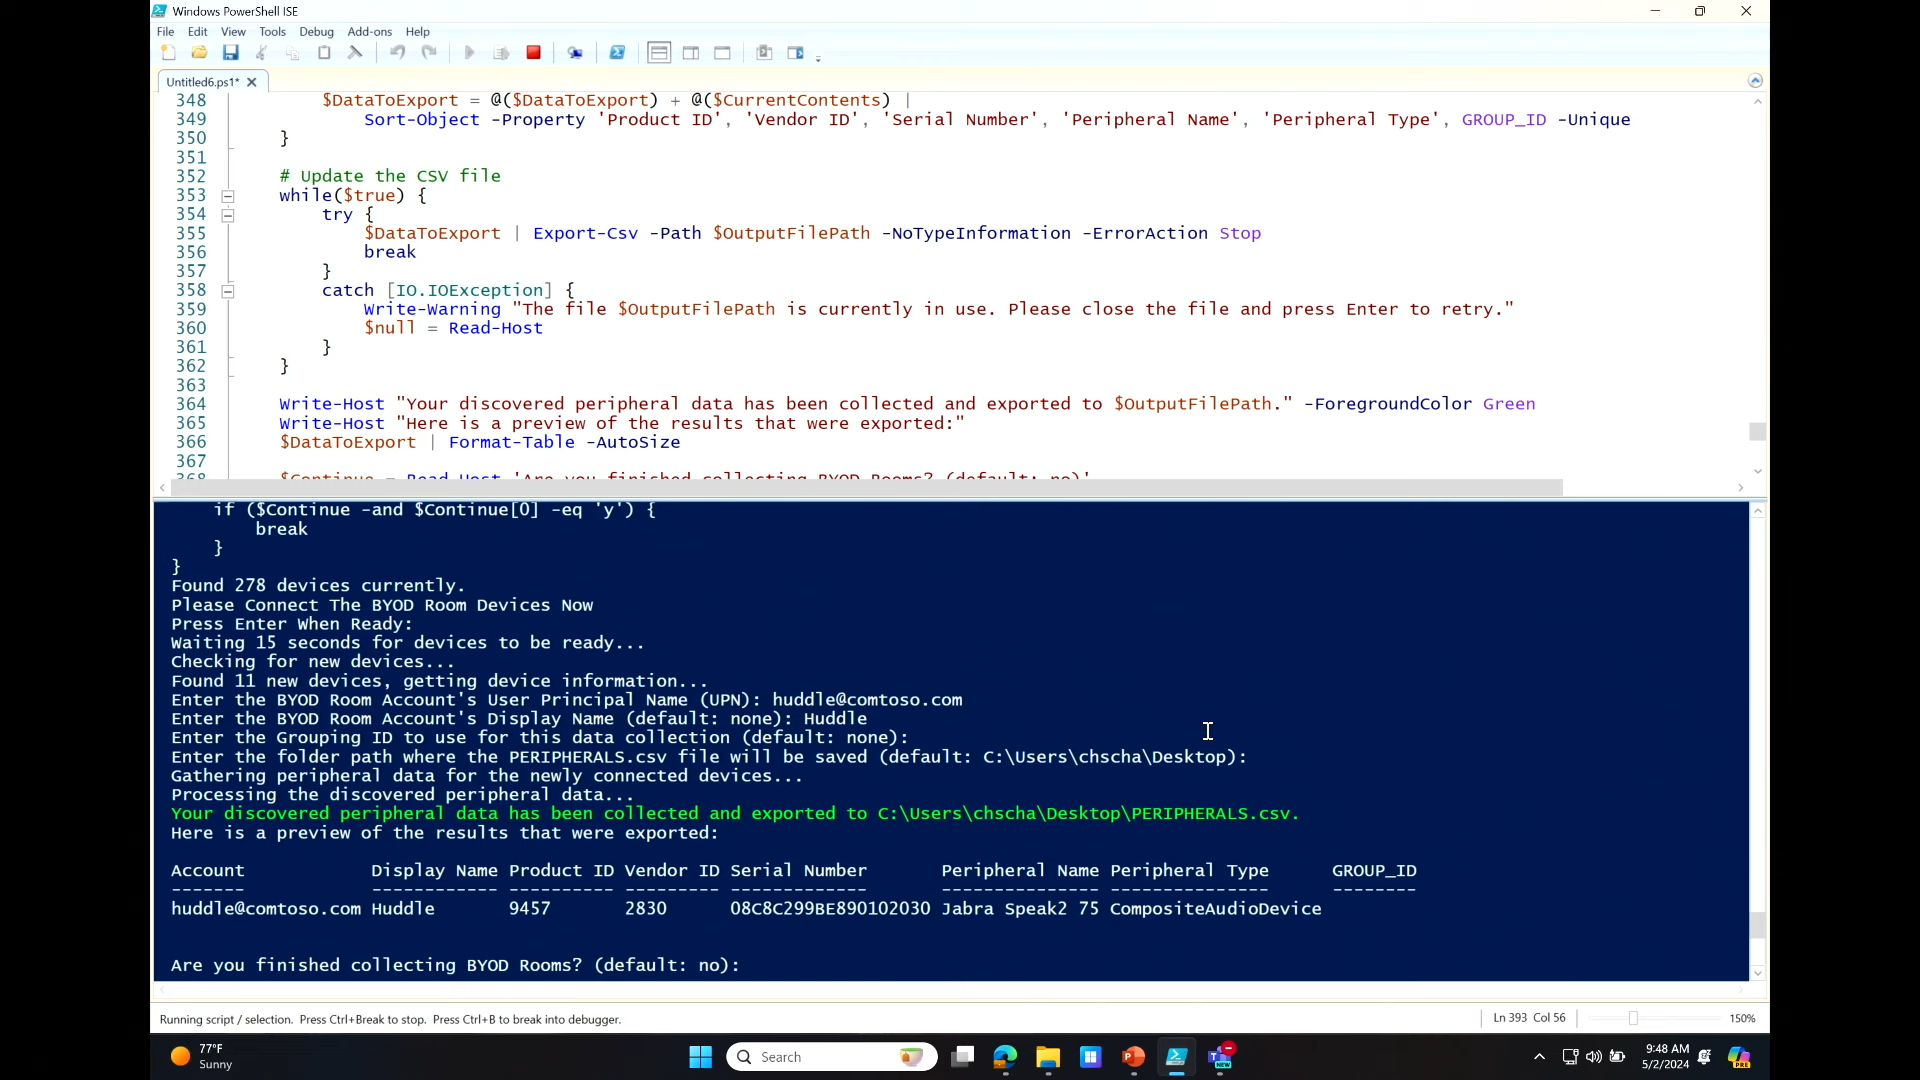 Windows PowerShell ISE
File Edit View Tools Debug Add-ons Help
Untitled6.ps1*
348 $DataToExport = @($DataToExport) + @($CurrentContents) |
349 Sort-Object -Property 'Product ID', 'Vendor ID', 'Serial Number', 'Peripheral Name', 'Peripheral Type', GROUP_ID -Unique
350 }
351
352 # Update the CSV file
353 while($true) {
354 try {
355 $DataToExport | Export-Csv -Path $OutputFilePath -NoTypeInformation -ErrorAction Stop
356 break
357 }
358 catch [IO.IOException] {
359 Write-Warning "The file $OutputFilePath is currently in use. Please close the file and press Enter to retry."
360 $null = Read-Host
361 }
362 }
363
364 Write-Host "Your discovered peripheral data has been collected and exported to $OutputFilePath." -ForegroundColor Green
365 Write-Host "Here is a preview of the results that were exported:"
366 $DataToExport | Format-Table -AutoSize
367
368 $Continue = Read-Host 'Are you finished collecting BYOD Rooms? (default: no)'
if ($Continue -and $Continue[0] -eq 'y') {
break
}
}
Found 278 devices currently.
Please Connect The BYOD Room Devices Now
Press Enter When Ready:
Waiting 15 seconds for devices to be ready...
Checking for new devices...
Found 11 new devices, getting device information...
Enter the BYOD Room Account's User Principal Name (UPN): huddle@comtoso.com
Enter the BYOD Room Account's Display Name (default: none): Huddle
Enter the Grouping ID to use for this data collection (default: none):
Enter the folder path where the PERIPHERALS.csv file will be saved (default: C:\Users\chscha\Desktop):
Gathering peripheral data for the newly connected devices...
Processing the discovered peripheral data...
Your discovered peripheral data has been collected and exported to C:\Users\chscha\Desktop\PERIPHERALS.csv.
Here is a preview of the results that were exported:
Account Display Name Product ID Vendor ID Serial Number Peripheral Name Peripheral Type GROUP_ID
------- ------------ ---------- --------- ------------- --------------- --------------- --------
huddle@comtoso.com Huddle 9457 2830 08C8C299BE890102030 Jabra Speak2 75 CompositeAudioDevice
Are you finished collecting BYOD Rooms? (default: no):
Running script / selection. Press Ctrl+Break to stop. Press Ctrl+B to break into debugger.
Ln 393 Col 56
150%
77°F
Sunny
Search
NEW
9:48 AM
5/2/2024
PRE